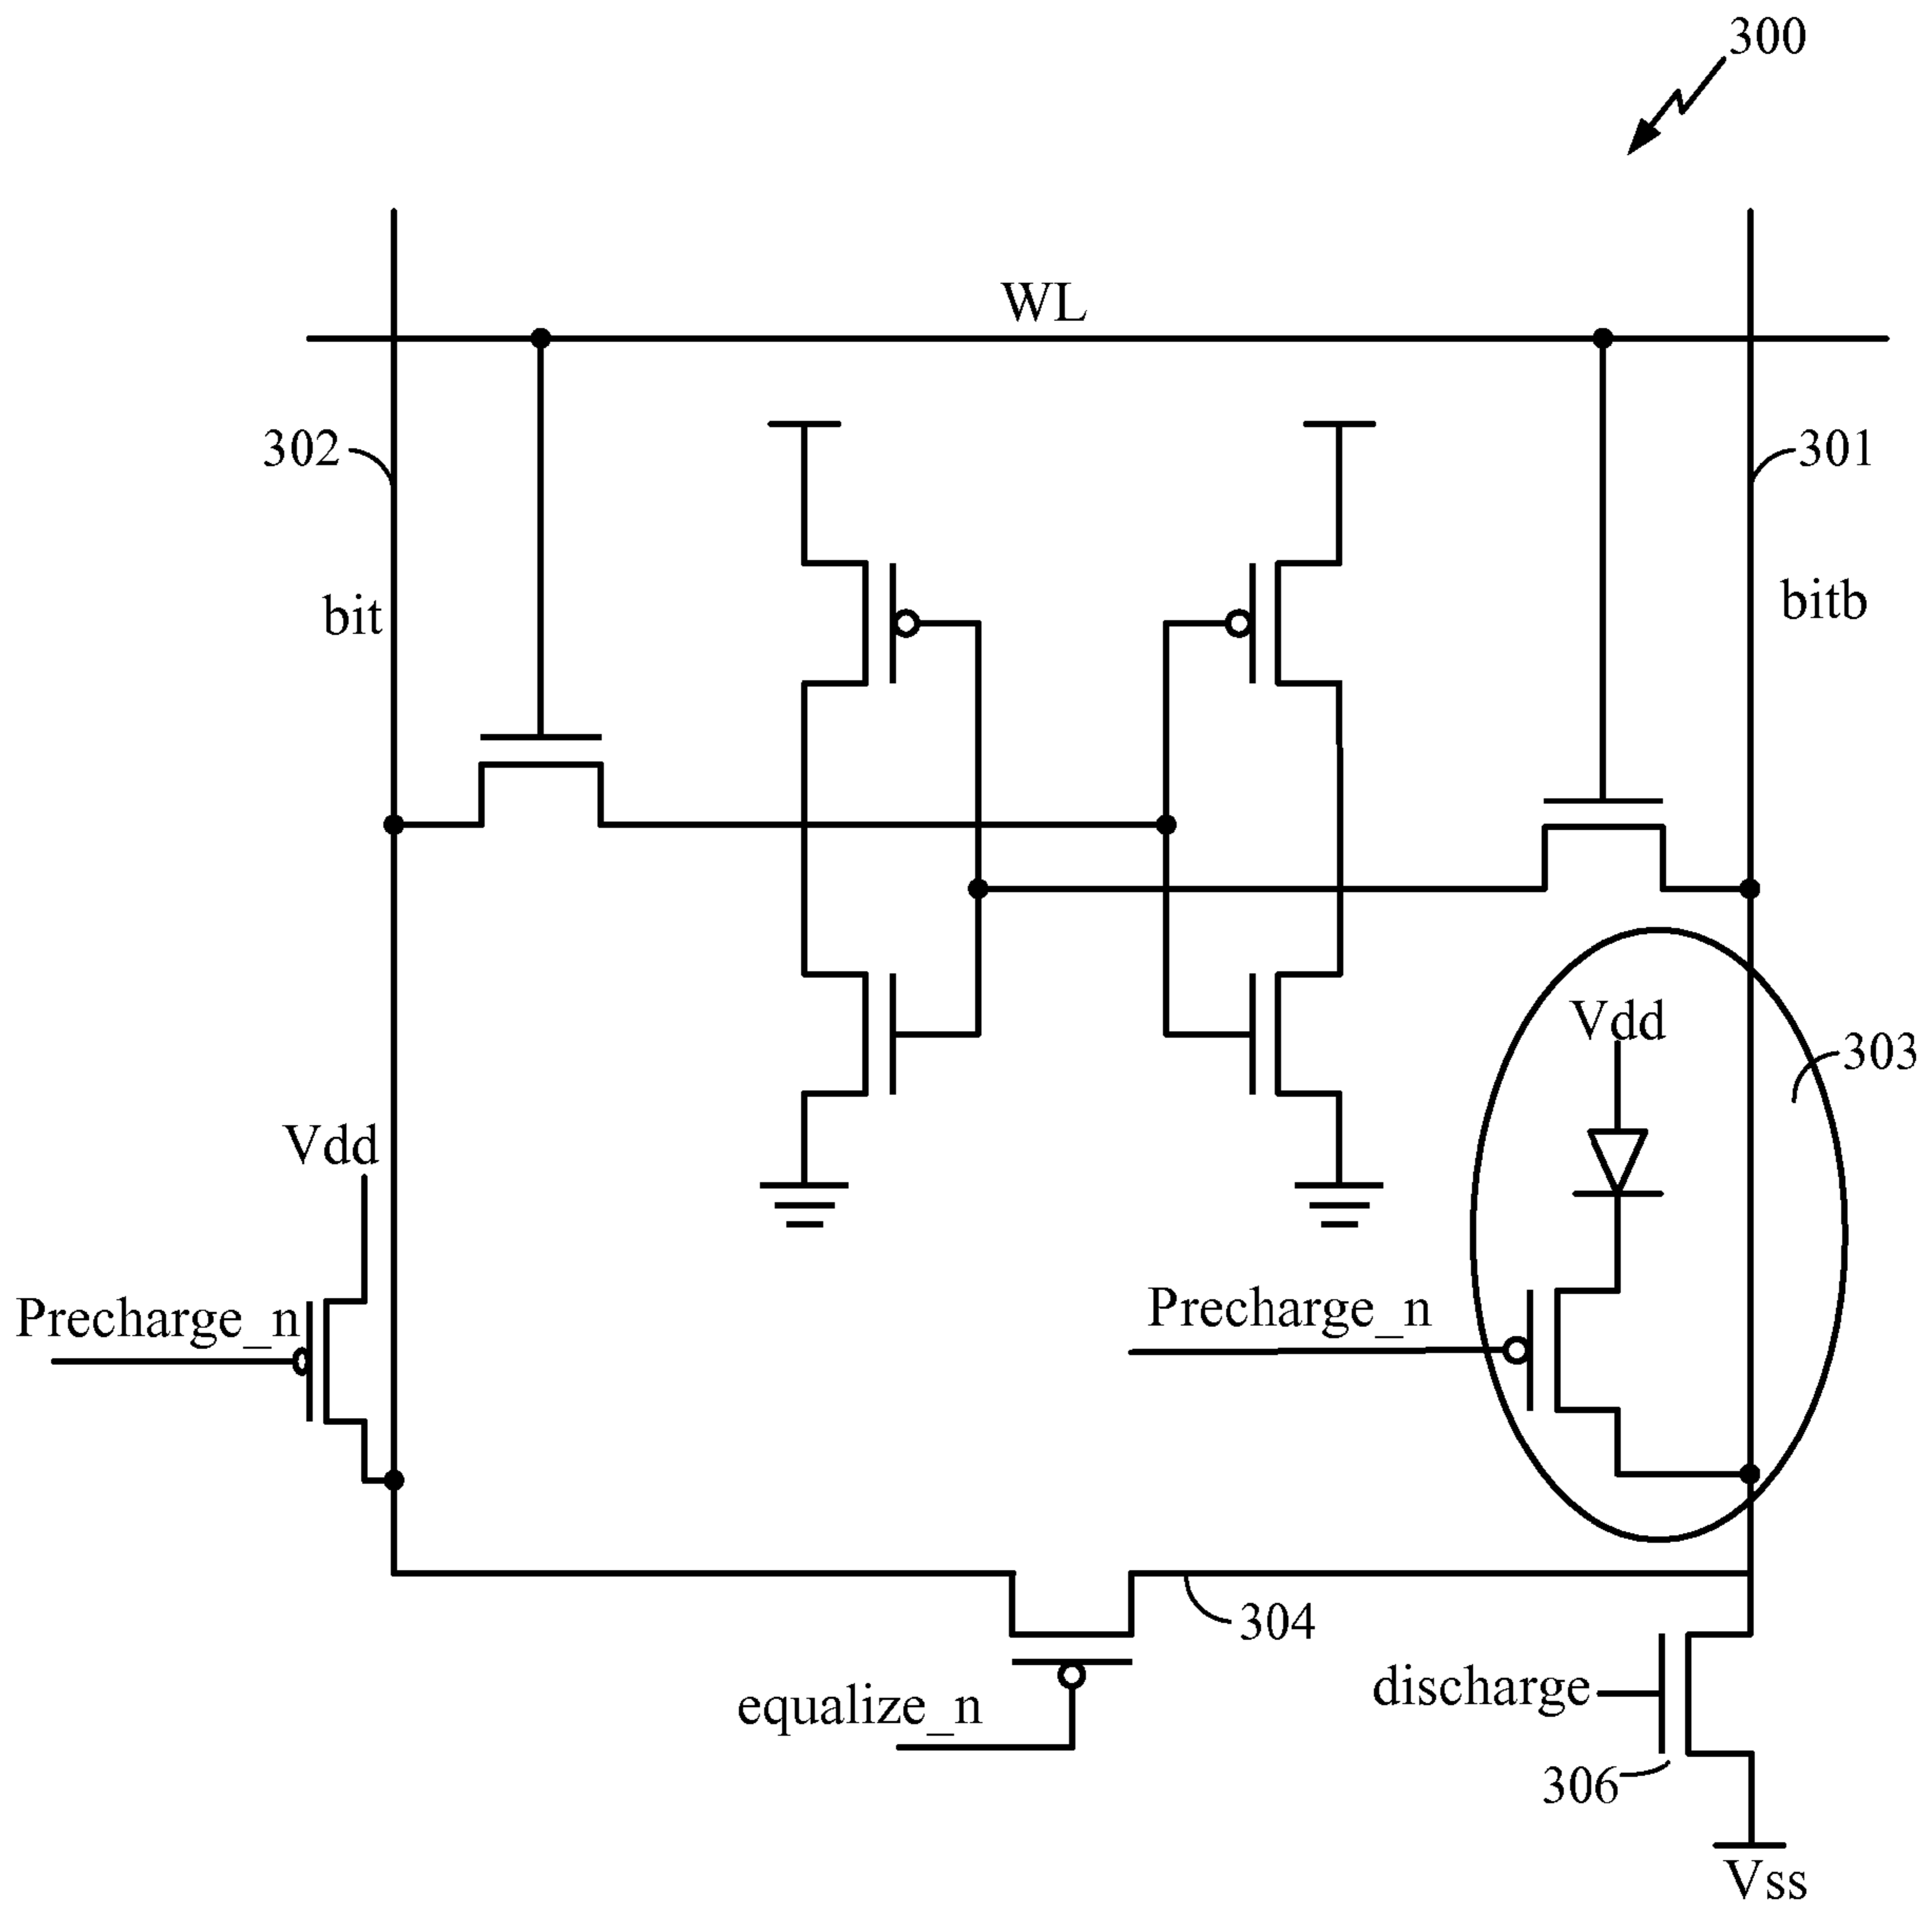 300
WL
302
301
bit
bitb
Vdd
303
Vdd
Precharge_n
Precharge_n
304
equalize_n
discharge
306
Vss